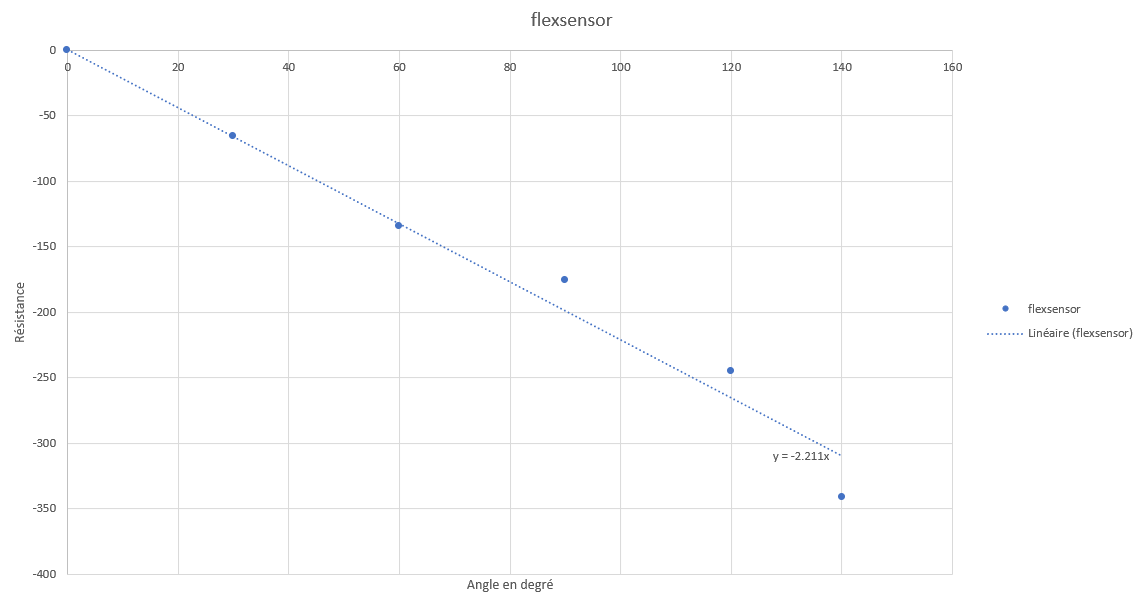 flexsensor
0
0 20 40 60 80 100 120 140 160
-50
-100
-150
-200
-250
-300
-350
-400
Résistance
y = -2.211x
Angle en degré
flexsensor
Linéaire (flexsensor)